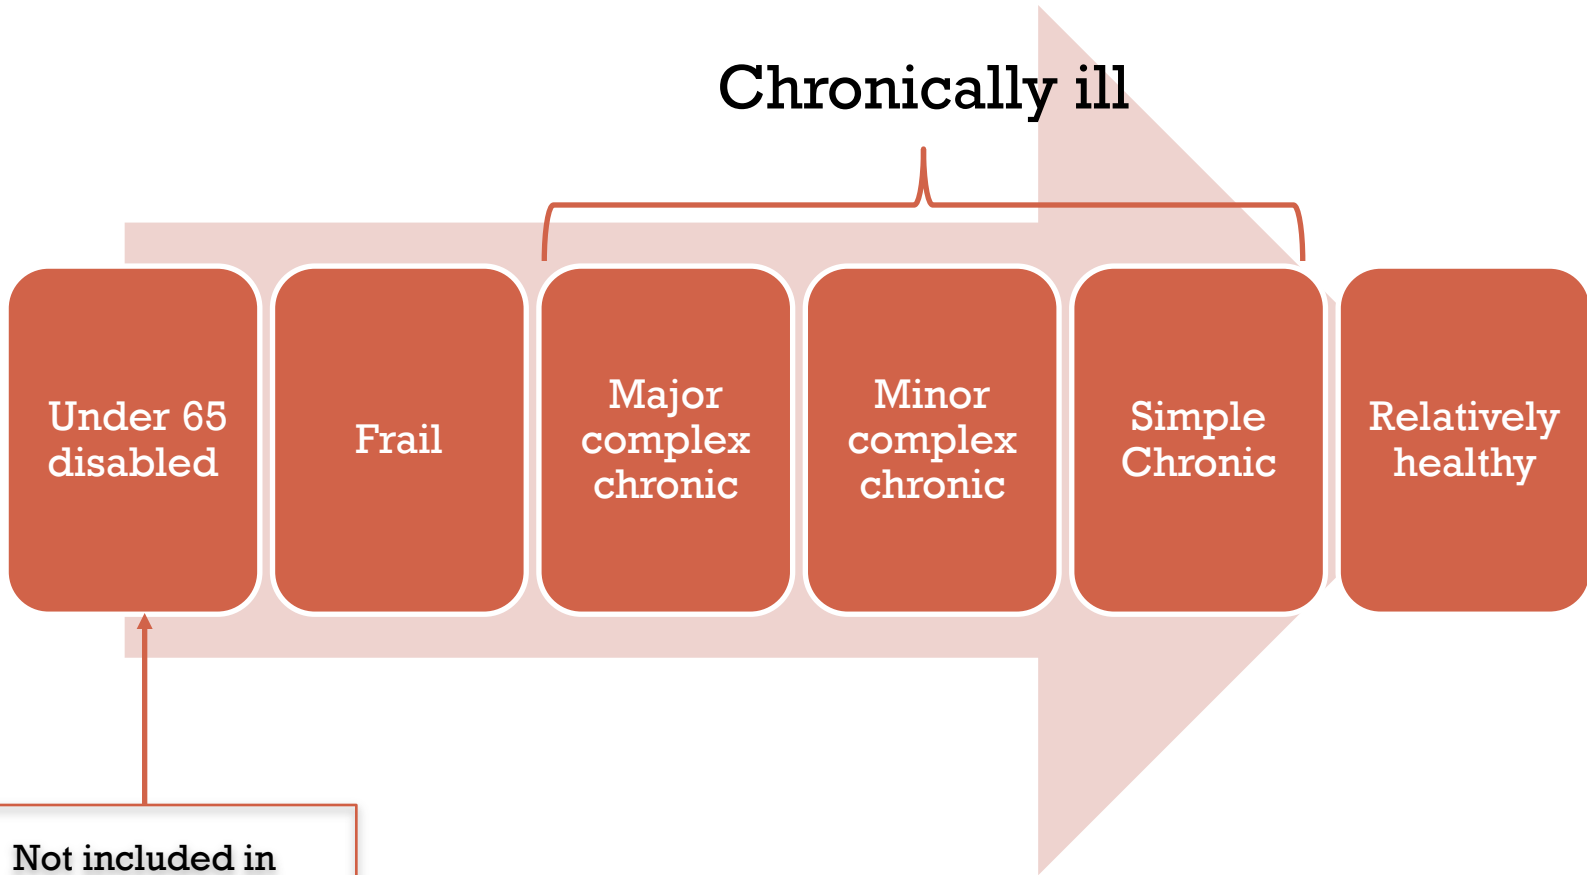 Chronically ill
Under 65
disabled
Frail
Major
complex
chronic
Minor
complex
chronic
Simple
Chronic
Relatively
healthy
Not included in